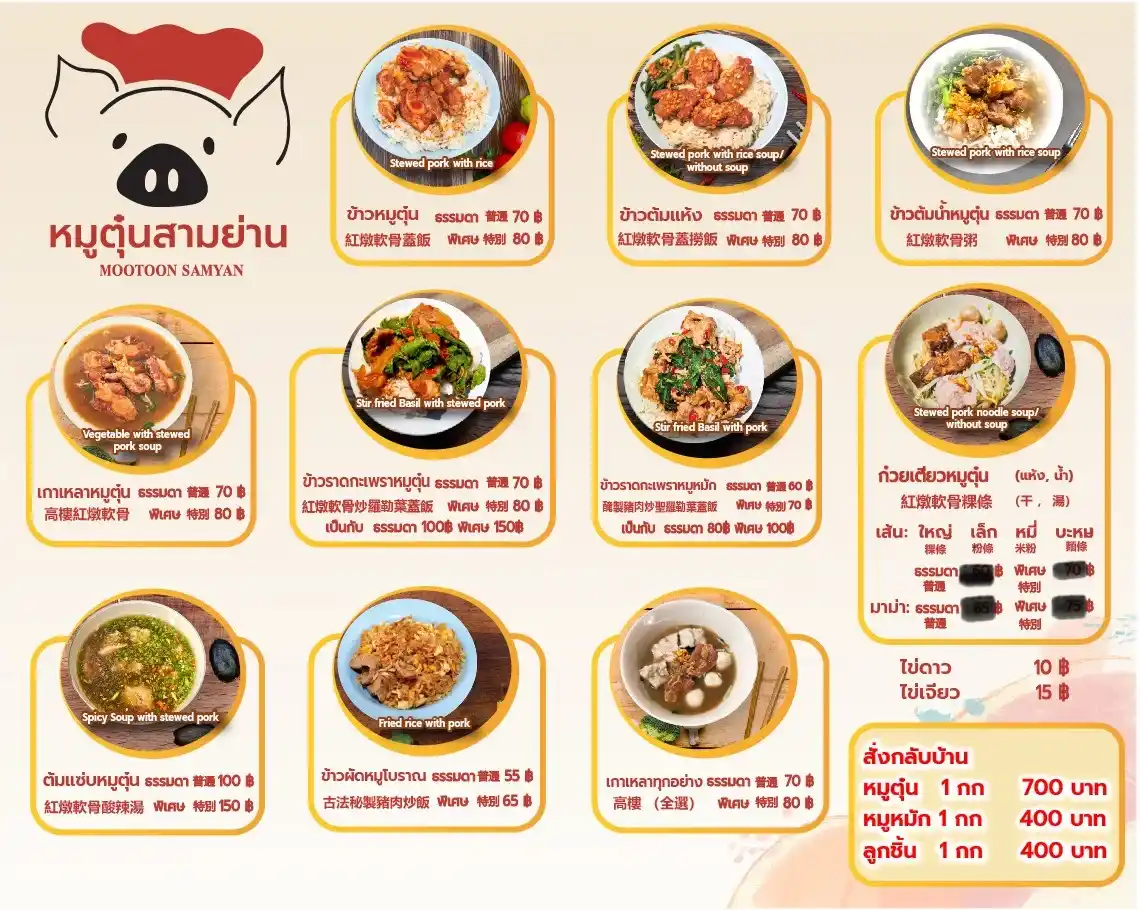 หมูตุ๋นสามย่าน
MOOTOON SAMYAN
Stewed pork with rice
ข้าวหมูตุ๋น ธรรมดา 普通 70 ฿
紅燉軟骨蓋飯 พิเศษ 特別 80 ฿
Stewed pork with rice soup/
without soup
ข้าวต้มแห้ง ธรรมดา 普通 70 ฿
紅燉軟骨蓋撈飯 พิเศษ 特別 80 ฿
Stewed pork with rice soup
ข้าวต้มน้ำหมูตุ๋น ธรรมดา 普通 70 ฿
紅燉軟骨粥 พิเศษ 特別 80 ฿
Vegetable with stewed
pork soup
เกาเหลาหมูตุ๋น ธรรมดา 普通 70 ฿
高樓紅燉軟骨 พิเศษ 特別 80 ฿
Stir fried Basil with stewed pork
ข้าวราดกะเพราหมูตุ๋น ธรรมดา 普通 70 ฿
紅燉軟骨炒羅勒葉蓋飯 พิเศษ 特別 80 ฿
เป็นกับ ธรรมดา 100฿ พิเศษ 150฿
Stir fried Basil with pork
ข้าวราดกะเพราหมูหมัก ธรรมดา 普通 60 ฿
醃製豬肉炒聖羅勒葉蓋飯 พิเศษ 特別 70 ฿
เป็นกับ ธรรมดา 80฿ พิเศษ 100฿
Stewed pork noodle soup/
without soup
ก๋วยเตี๋ยวหมูตุ๋น (แห้ง, น้ำ)
紅燉軟骨粿條 (干 , 湯)
เส้น: ใหญ่ เล็ก หมี่ บะหมี่
粿條 粉條 米粉 麵條
ธรรมดา ฿ พิเศษ 70 ฿
普通 特別
มาม่า: ธรรมดา 65 ฿ พิเศษ 75 ฿
普通 特別
Spicy Soup with stewed pork
ต้มแซ่บหมูตุ๋น ธรรมดา 普通 100 ฿
紅燉軟骨酸辣湯 พิเศษ 特別 150 ฿
Fried rice with pork
ข้าวผัดหมูโบราณ ธรรมดา 普通 55 ฿
古法秘製豬肉炒飯 พิเศษ 特別 65 ฿
เกาเหลาทุกอย่าง ธรรมดา 普通 70 ฿
高樓 (全選) พิเศษ 特別 80 ฿
ไข่ดาว 10 ฿
ไข่เจียว 15 ฿
สั่งกลับบ้าน
หมูตุ๋น 1 กก 700 บาท
หมูหมัก 1 กก 400 บาท
ลูกชิ้น 1 กก 400 บาท